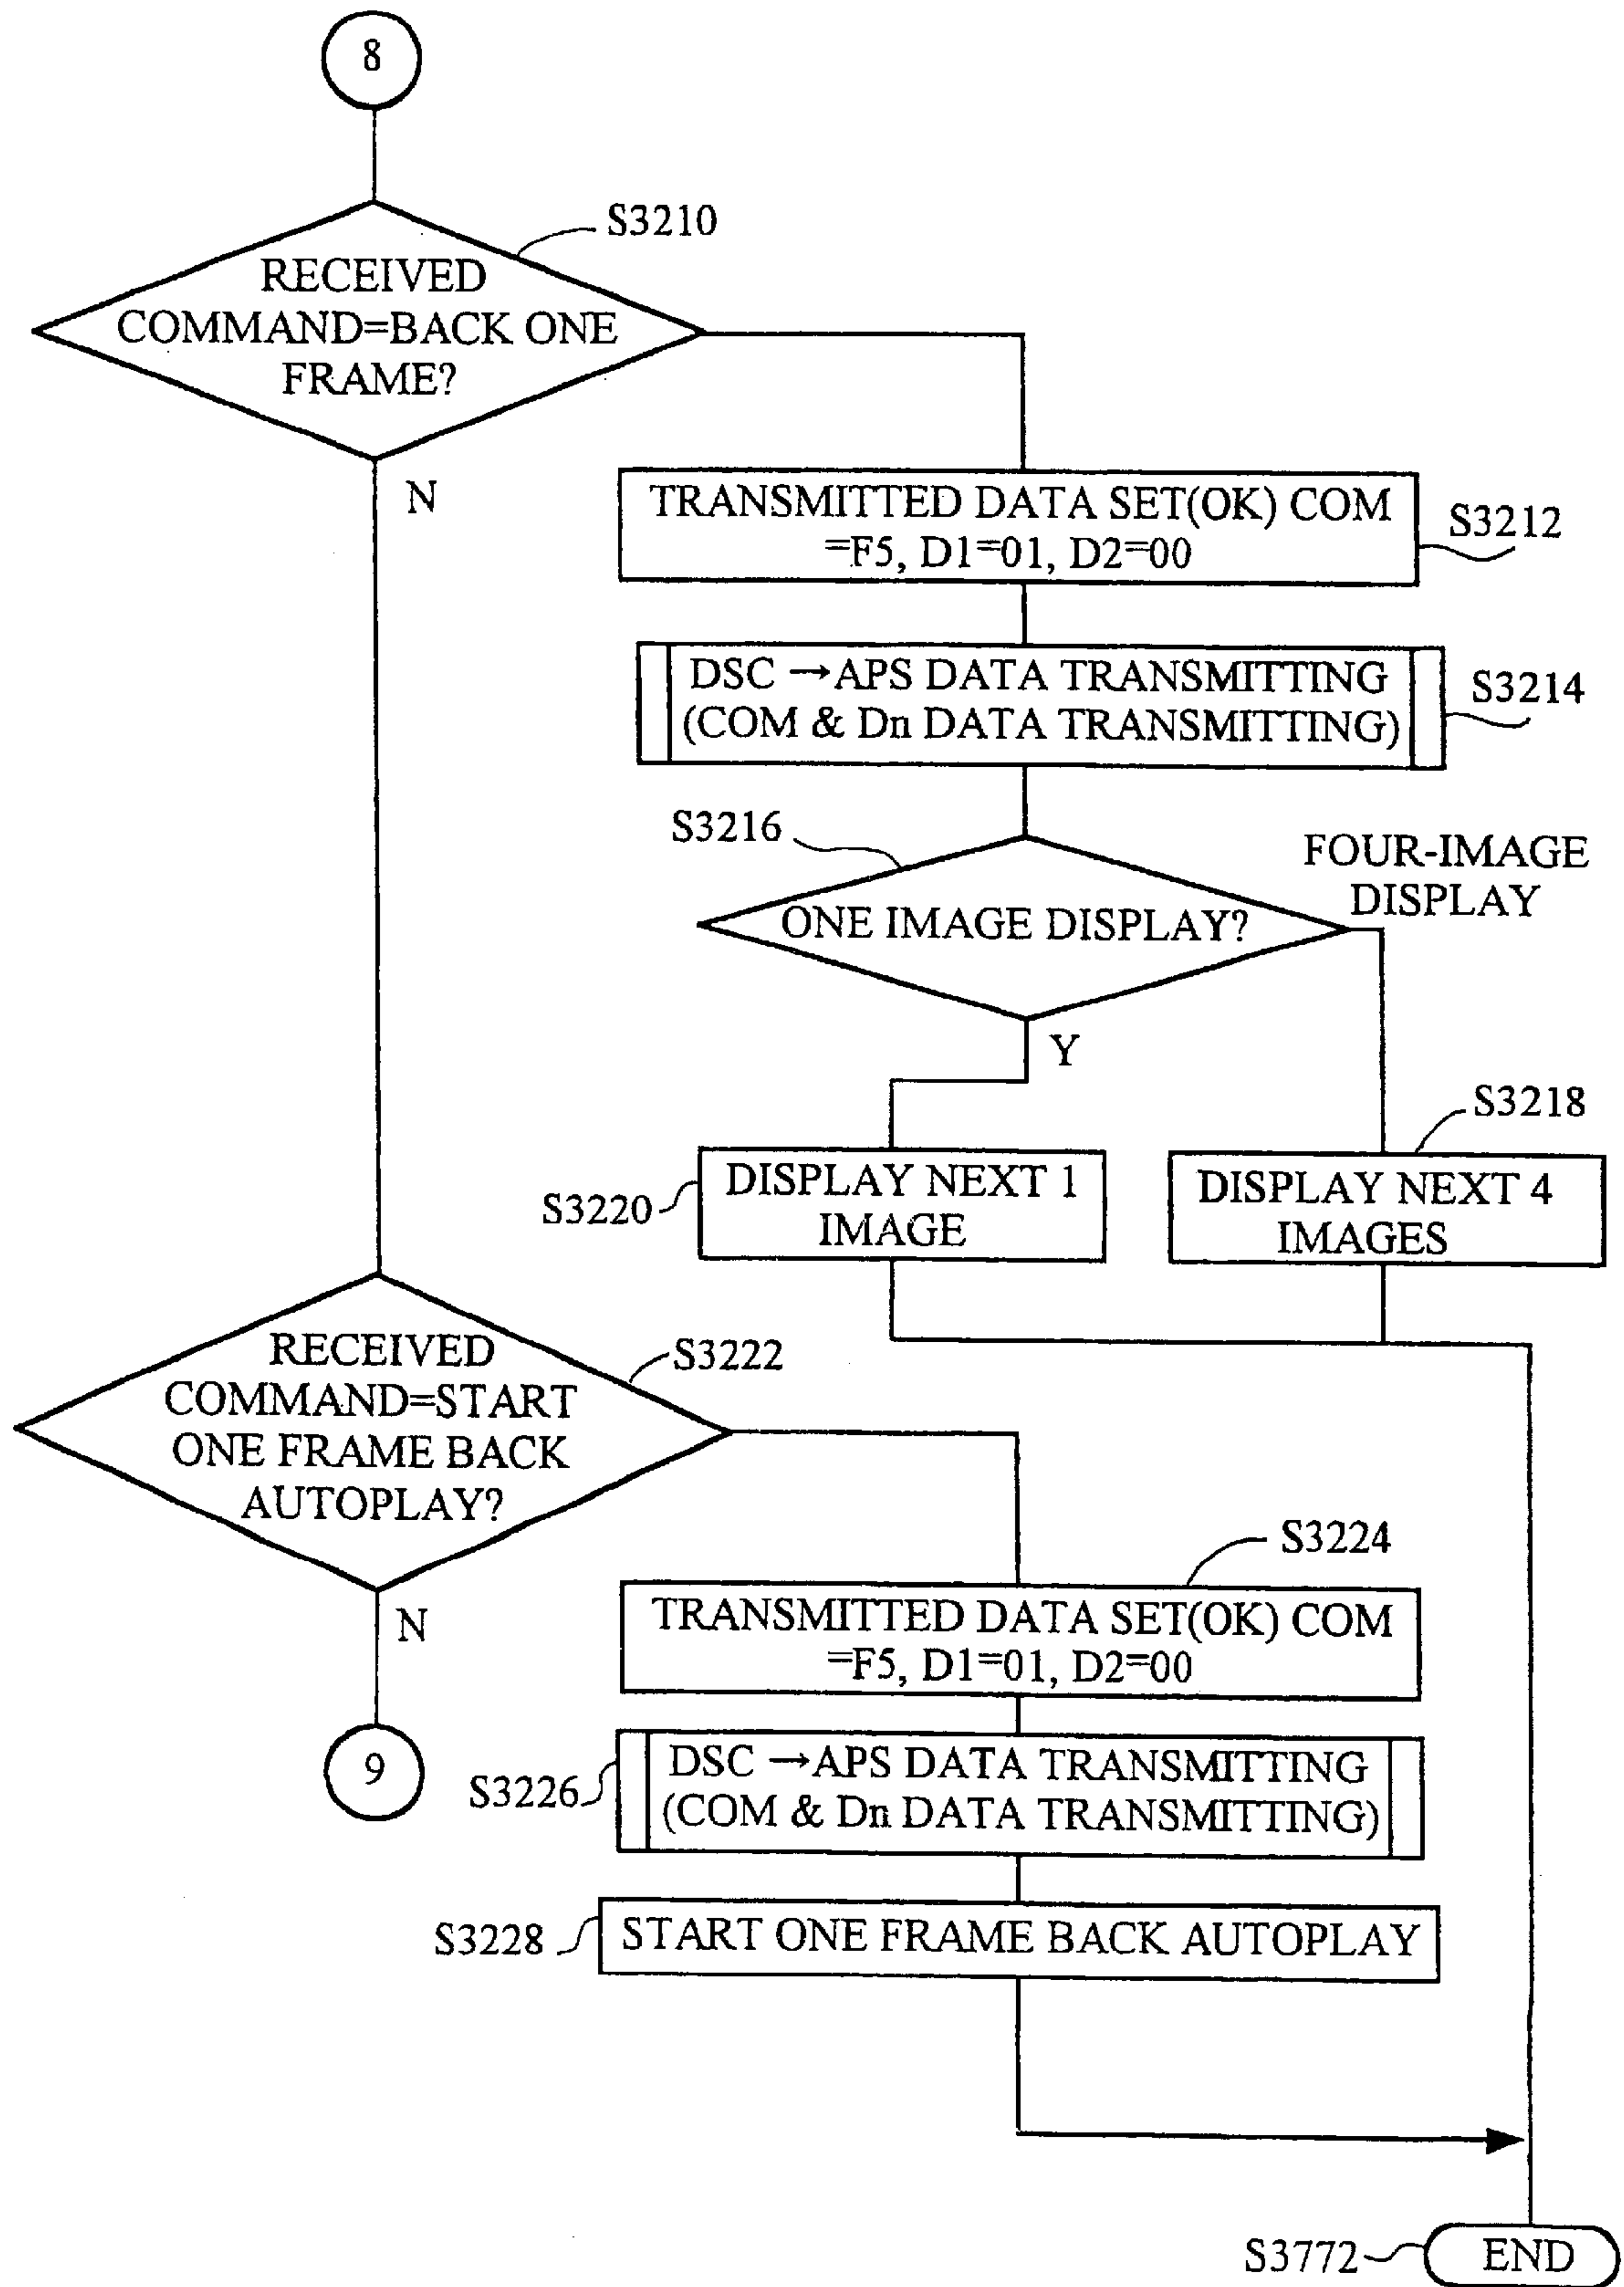 8
S3210
RECEIVED
COMMAND=BACK ONE
FRAME?
N
TRANSMITTED DATA SET(OK) COM
=F5, D1=01, D2=00
S3212
DSC →APS DATA TRANSMITTING
(COM & Dn DATA TRANSMITTING)
S3214
S3216
ONE IMAGE DISPLAY?
FOUR-IMAGE
DISPLAY
Y
S3218
S3220
DISPLAY NEXT 1
IMAGE
DISPLAY NEXT 4
IMAGES
RECEIVED
COMMAND=START
ONE FRAME BACK
AUTOPLAY?
S3222
N
9
S3224
TRANSMITTED DATA SET(OK) COM
=F5, D1=01, D2=00
S3226
DSC →APS DATA TRANSMITTING
(COM & Dn DATA TRANSMITTING)
S3228
START ONE FRAME BACK AUTOPLAY
S3772
END